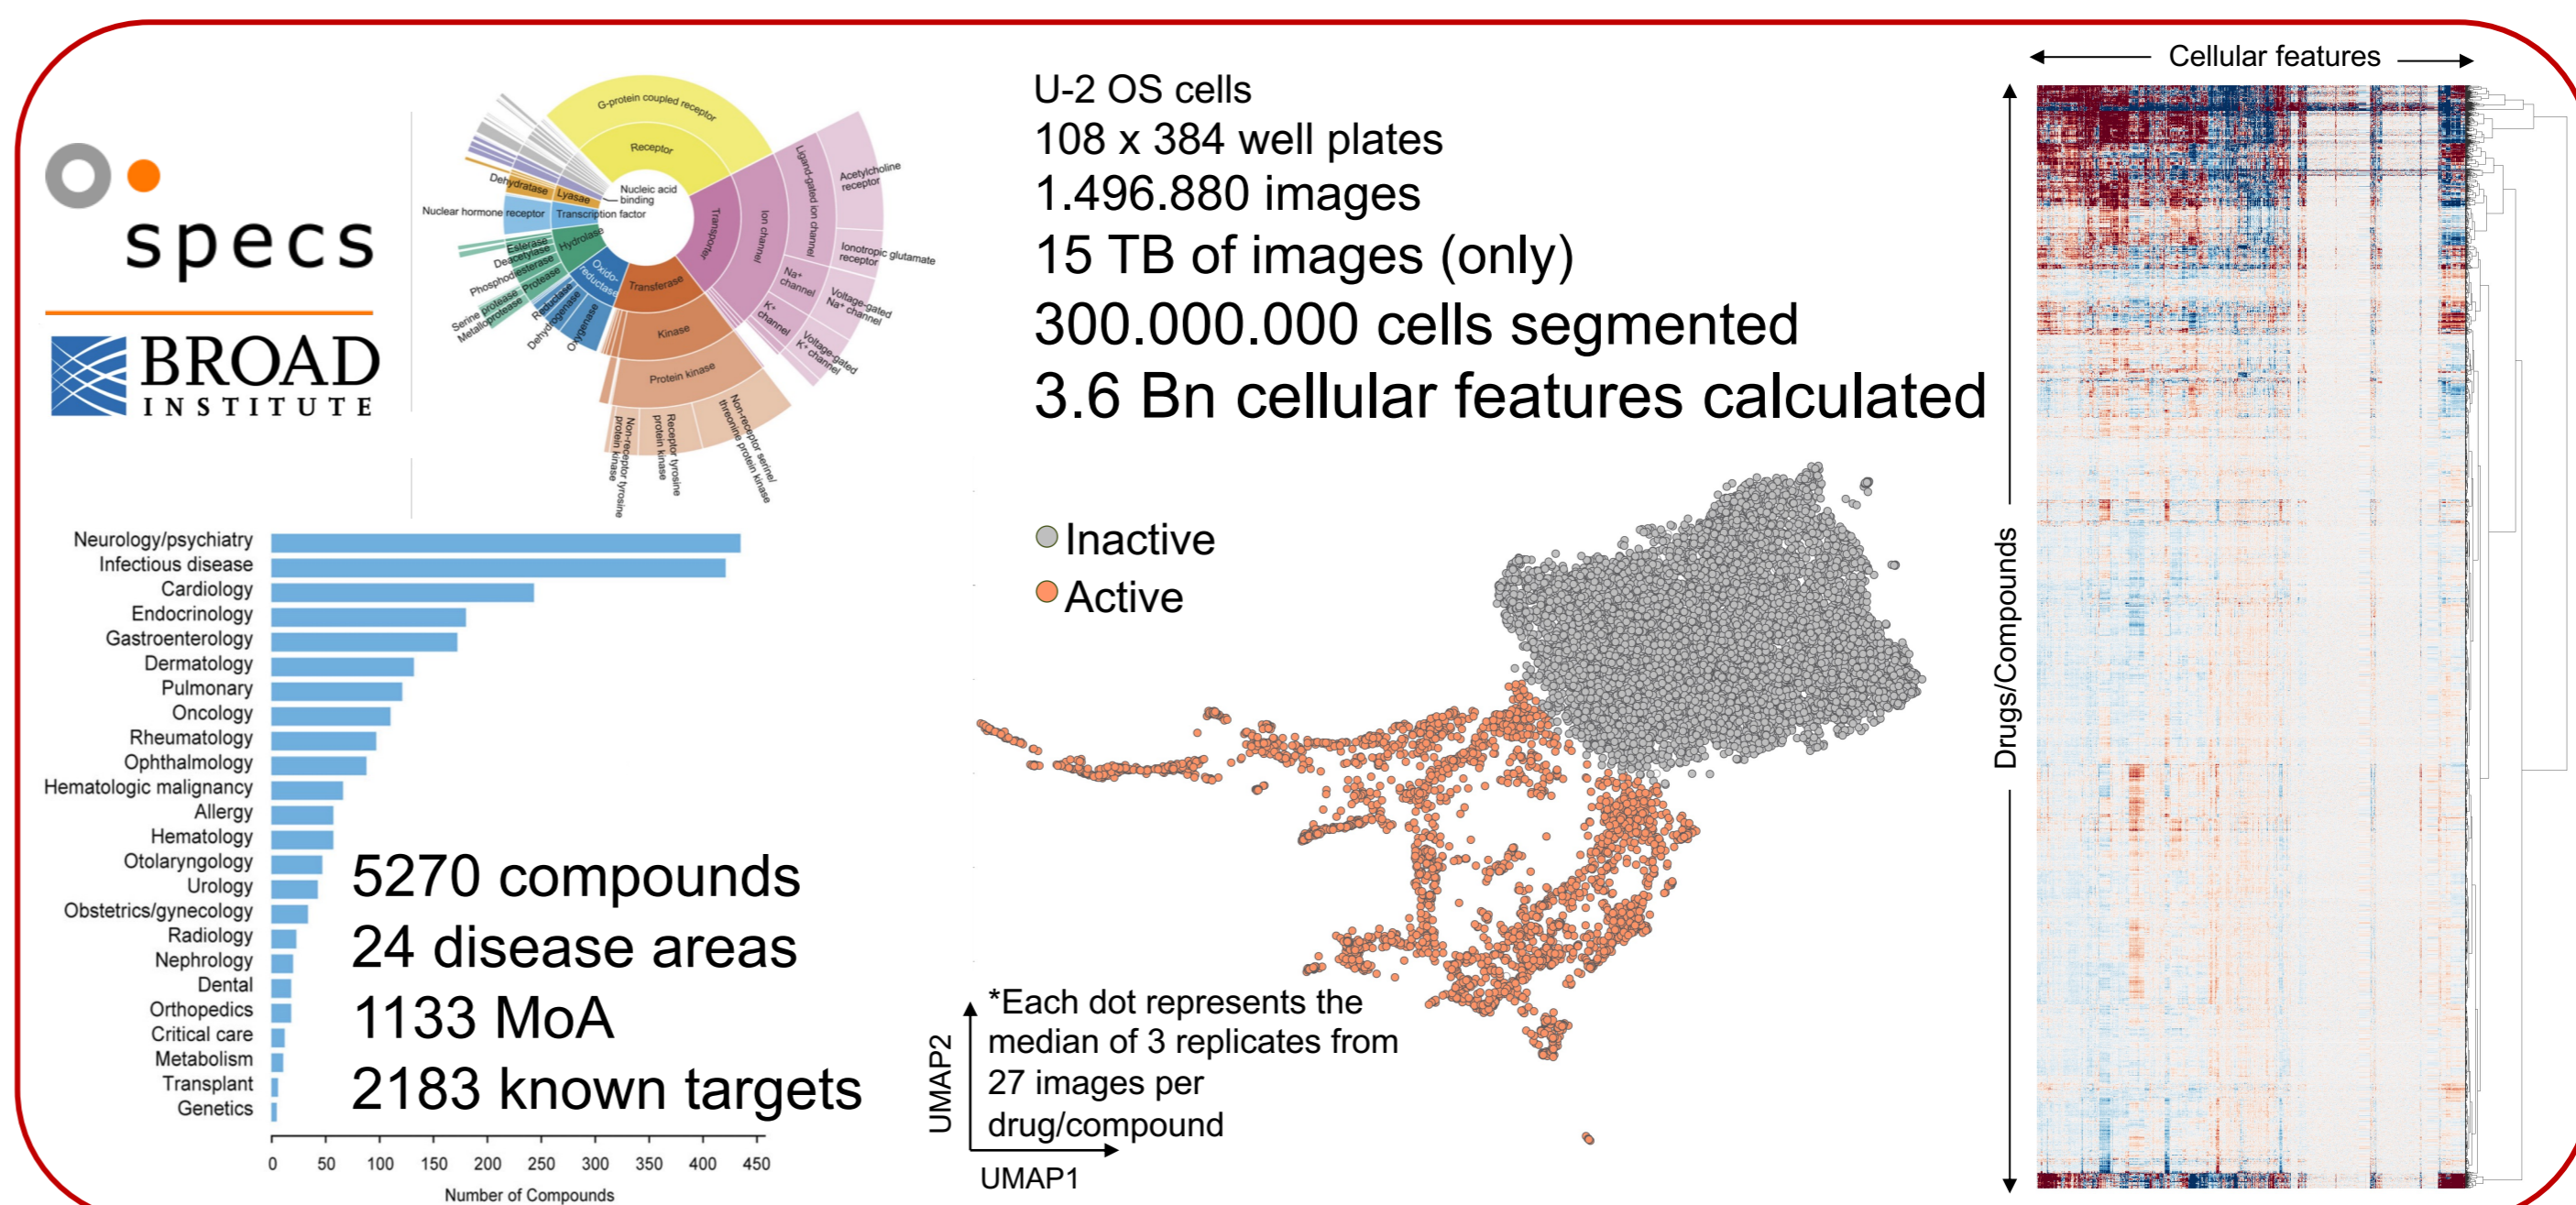 specs
BROAD
INSTITUTE
G-protein coupled receptor
Receptor
Nucleic acid
binding
Dehydratase
Lyasae
Nuclear hormone receptor
Transcription factor
Hydrolase
Esterase
Deacetylase
Phosphodiesterase
Protease
Serine protease
Metalloprotease
Oxido-
reductase
Reductase
Dehydrogenase
Oxygenase
Transferase
Kinase
Protein kinase
Non-receptor tyrosine
protein kinase
Receptor tyrosine
protein kinase
Non-receptor serine/
threonine protein kinase
Transporter
Ion channel
Ligand-gated ion channel
Acetylcholine
receptor
Ionotropic glutamate
receptor
Na+
channel
Voltage-gated
Na+ channel
K+
channel
Voltage-gated
K+ channel
Neurology/psychiatry
Infectious disease
Cardiology
Endocrinology
Gastroenterology
Dermatology
Pulmonary
Oncology
Rheumatology
Ophthalmology
Hematologic malignancy
Allergy
Hematology
Otolaryngology
Urology
Obstetrics/gynecology
Radiology
Nephrology
Dental
Orthopedics
Critical care
Metabolism
Transplant
Genetics
0 50 100 150 200 250 300 350 400 450
Number of Compounds
5270 compounds
24 disease areas
1133 MoA
2183 known targets
U-2 OS cells
108 x 384 well plates
1.496.880 images
15 TB of images (only)
300.000.000 cells segmented
3.6 Bn cellular features calculated
Inactive
Active
*Each dot represents the
median of 3 replicates from
27 images per
drug/compound
UMAP2
UMAP1
Cellular features
Drugs/Compounds